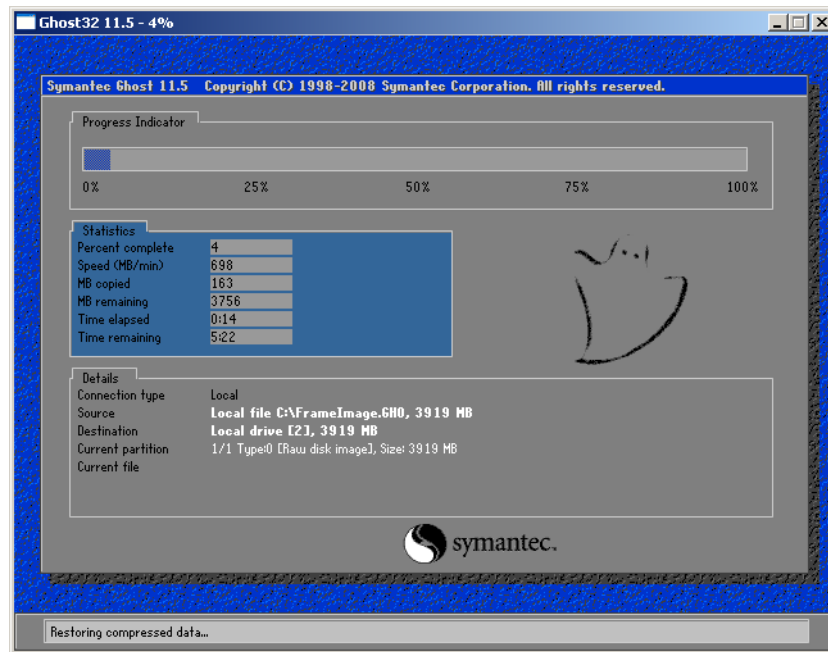 Ghost32 11.5 - 4%
Symantec Ghost 11.5 Copyright (C) 1998-2008 Symantec Corporation. All rights reserved.
Progress Indicator
0% 25% 50% 75% 100%
Statistics
Percent complete 4
Speed (MB/min) 698
MB copied 163
MB remaining 3756
Time elapsed 0:14
Time remaining 5:22
Details
Connection type Local
Source Local file C:\FrameImage.GHO, 3919 MB
Destination Local drive [2], 3919 MB
Current partition 1/1 Type:0 [Raw disk image], Size: 3919 MB
Current file
symantec.
Restoring compressed data...